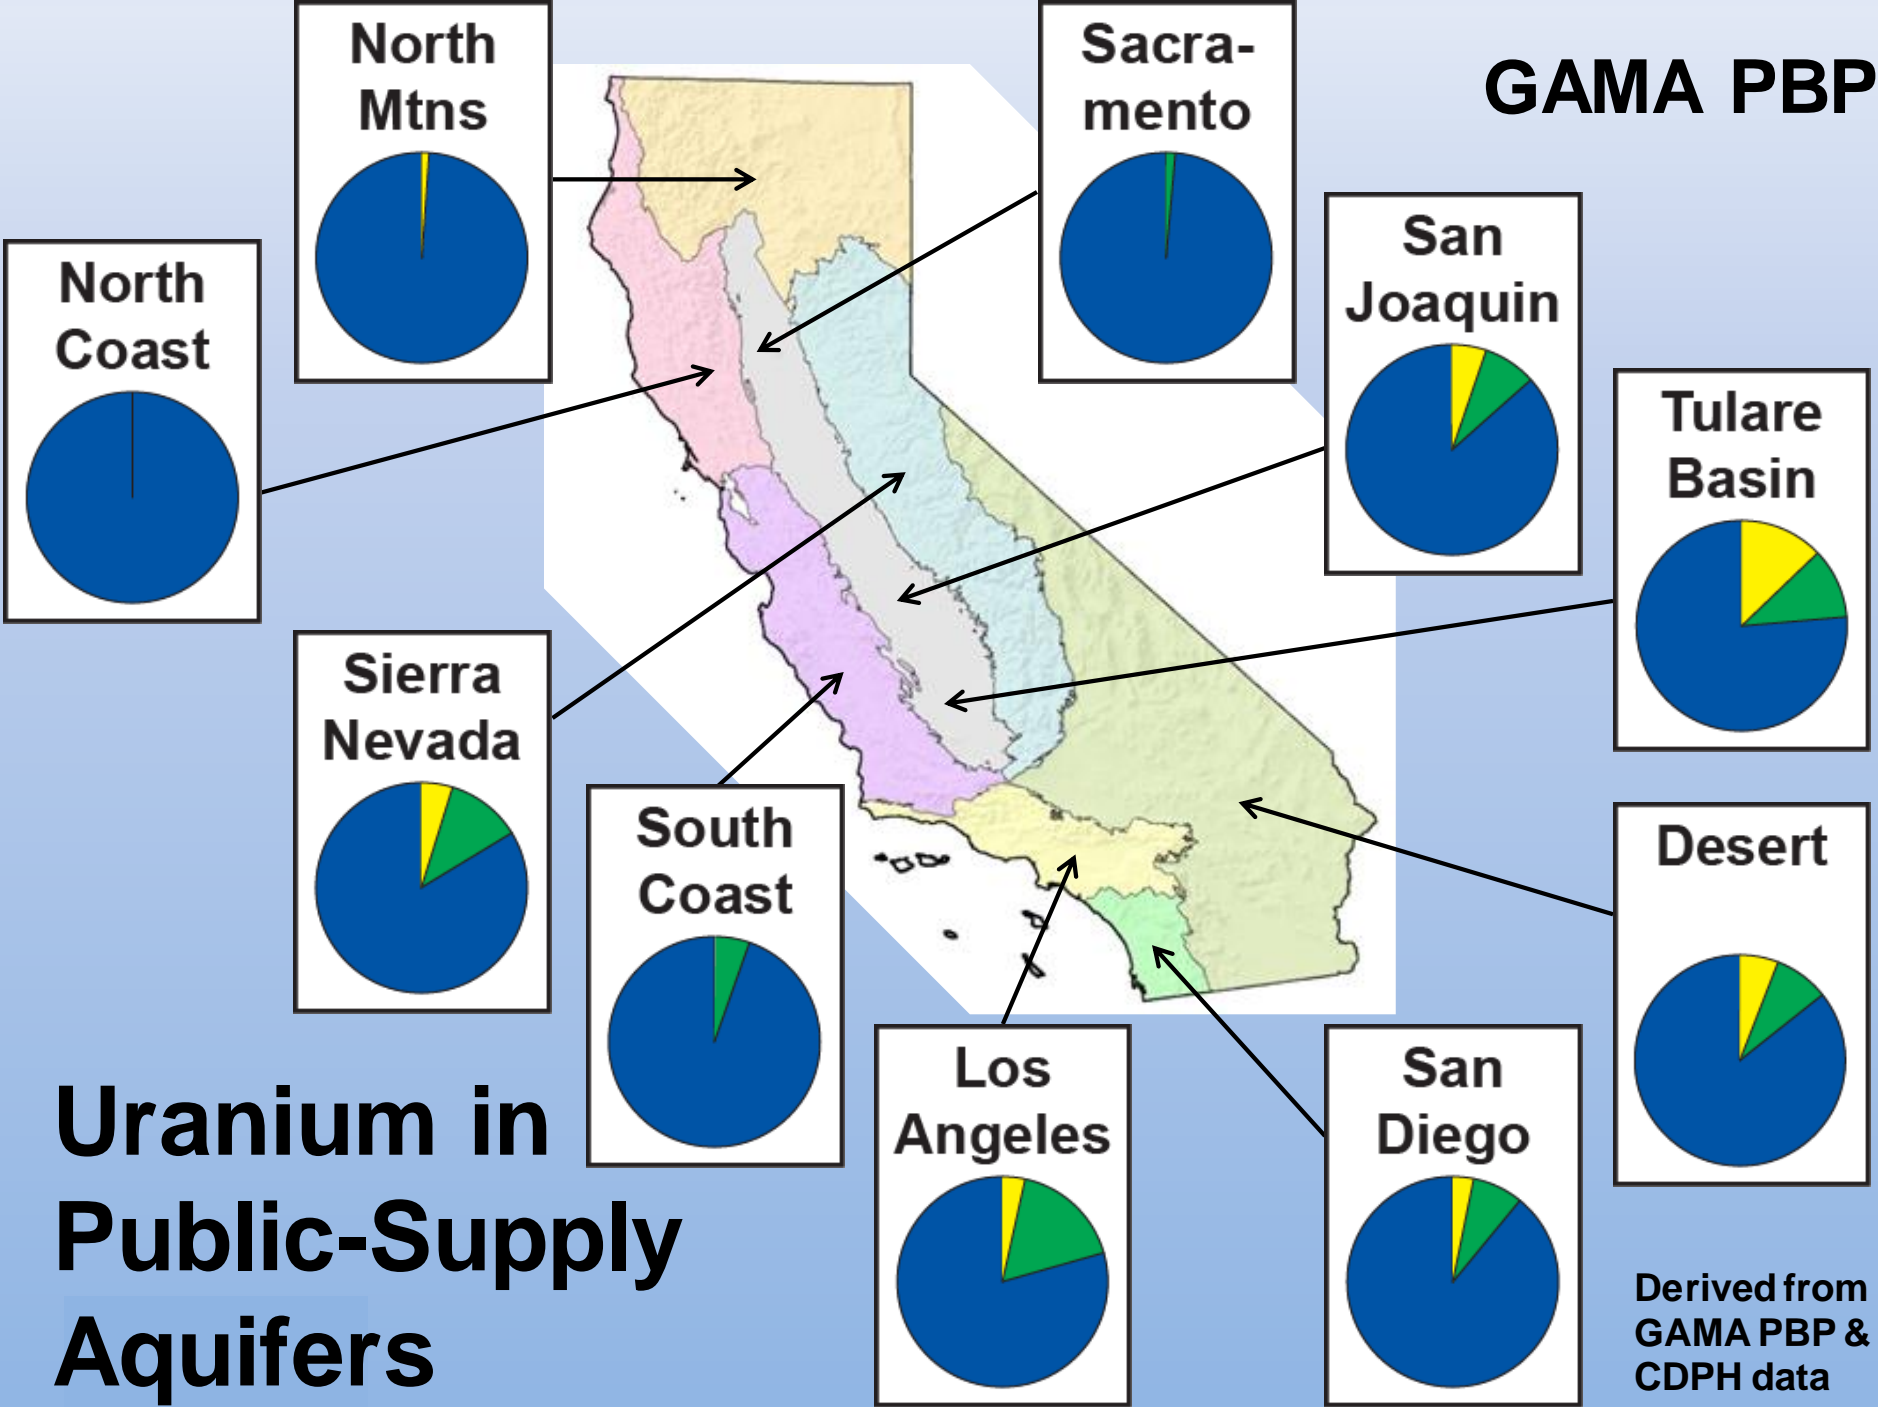 North
Mtns
Sacra-
mento
GAMA PBP
San
Joaquin
North
Coast
Tulare
Basin
Sierra
Nevada
South
Coast
Desert
Los
Angeles
San
Diego
Uranium in
Public-Supply
Aquifers
Derived from
GAMA PBP &
CDPH data